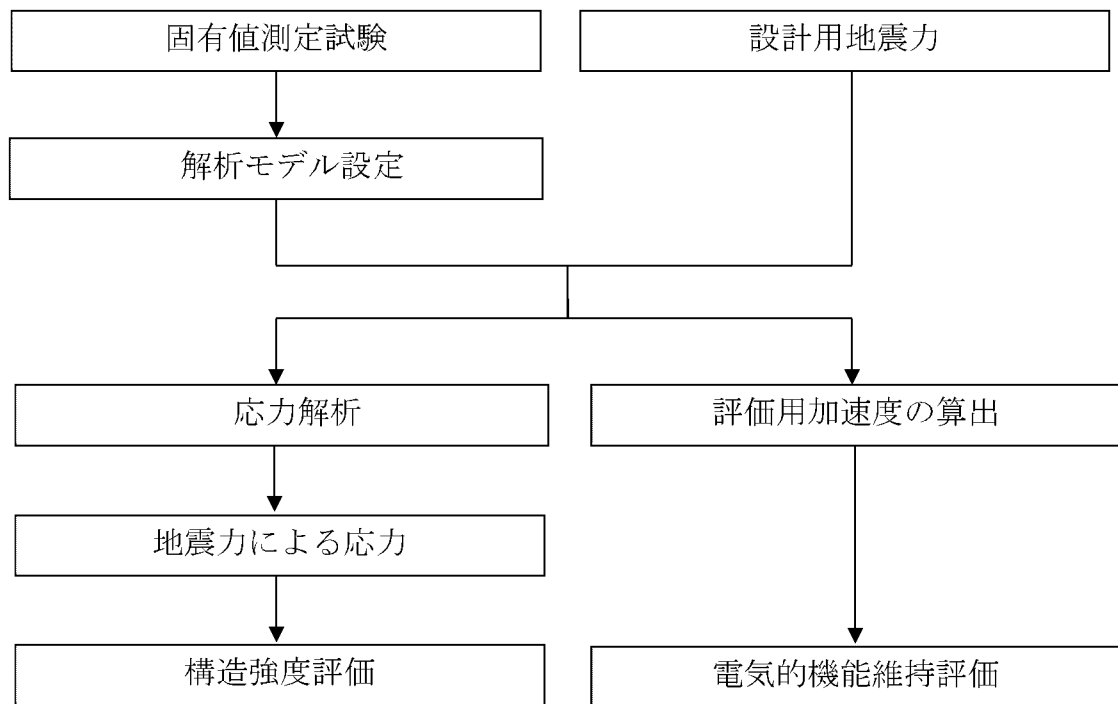 固有値測定試験
設計用地震力
解析モデル設定
応力解析
評価用加速度の算出
地震力による応力
構造強度評価
電気的機能維持評価